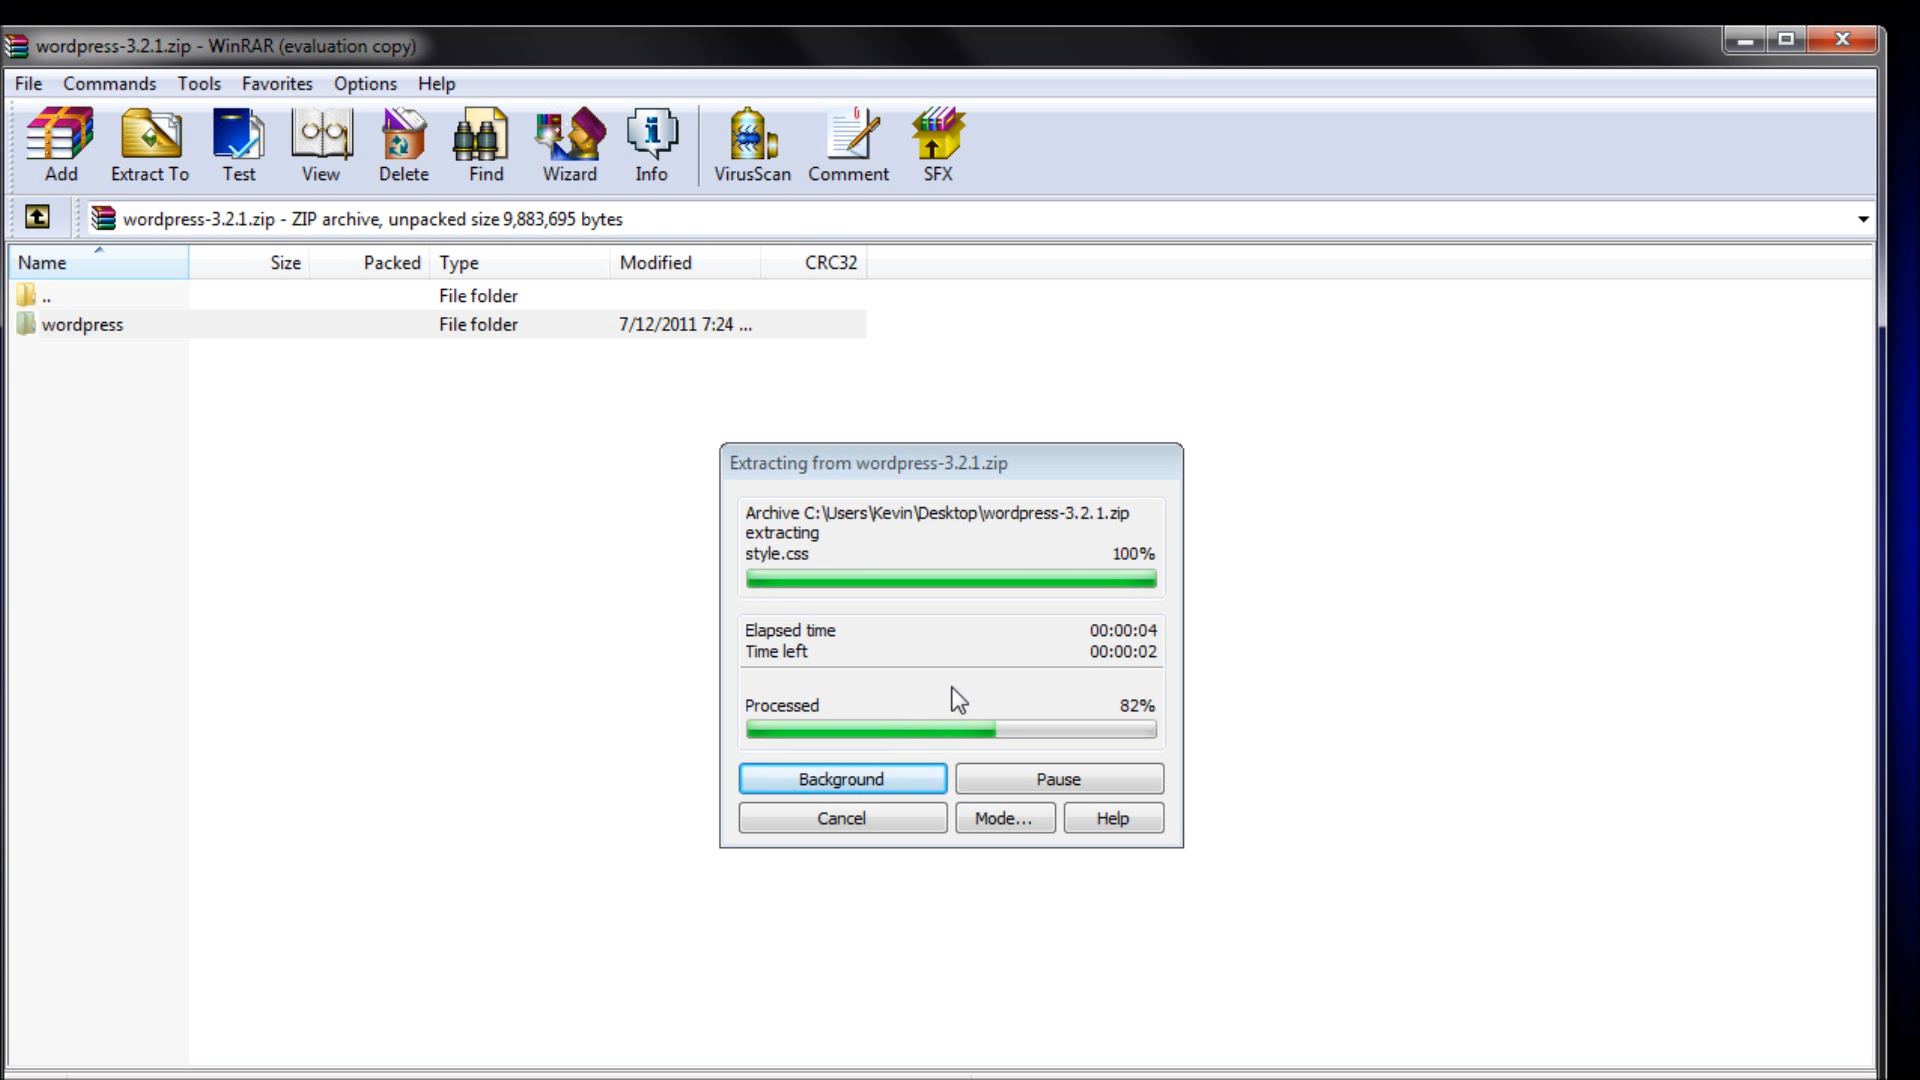 wordpress-3.2.1.zip - WinRAR (evaluation copy)
File Commands Tools Favorites Options Help
Add Extract To Test View Delete Find Wizard Info VirusScan Comment SFX
wordpress-3.2.1.zip - ZIP archive, unpacked size 9,883,695 bytes
Name Size Packed Type Modified CRC32
.. File folder
wordpress File folder 7/12/2011 7:24 ...
Extracting from wordpress-3.2.1.zip
Archive C:\Users\Kevin\Desktop\wordpress-3.2.1.zip
extracting
style.css 100%
Elapsed time 00:00:04
Time left 00:00:02
Processed 82%
Background Pause
Cancel Mode... Help